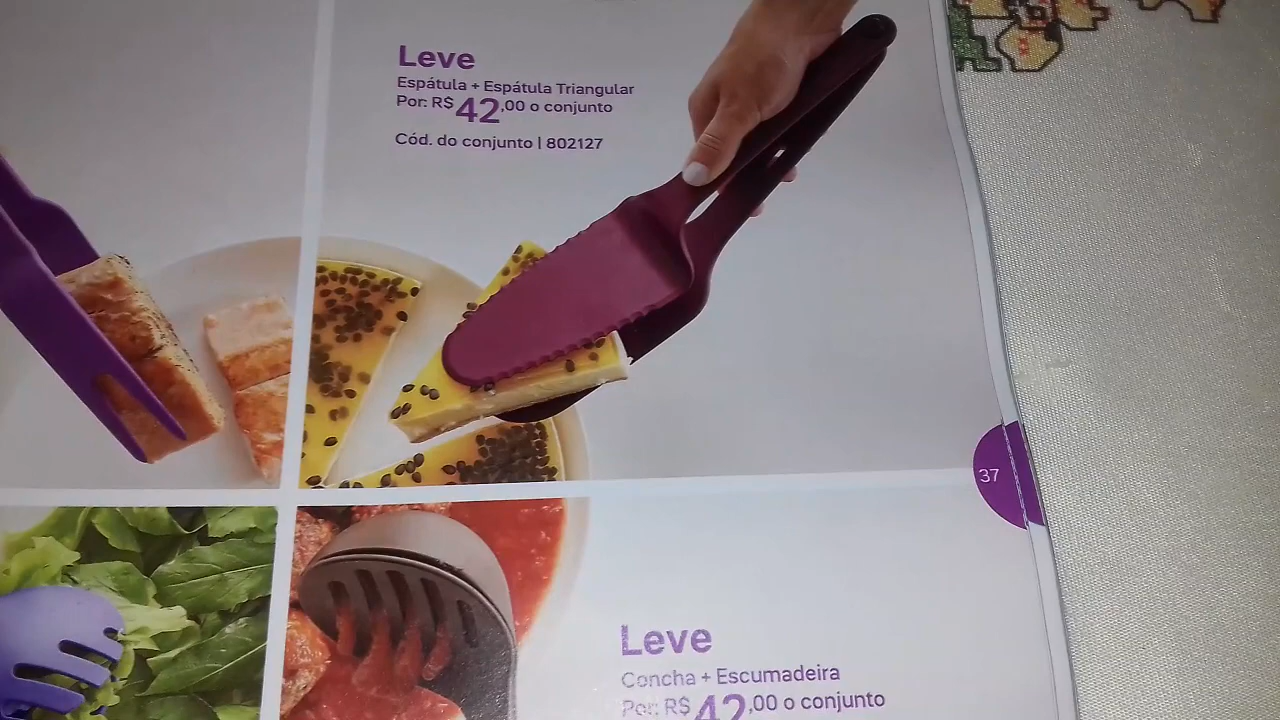 Leve
Espátula + Espátula Triangular
Por: R$42,00 o conjunto
Cód. do conjunto | 802127
37
Leve
Concha + Escumadeira
Por: R$42,00 o conjunto